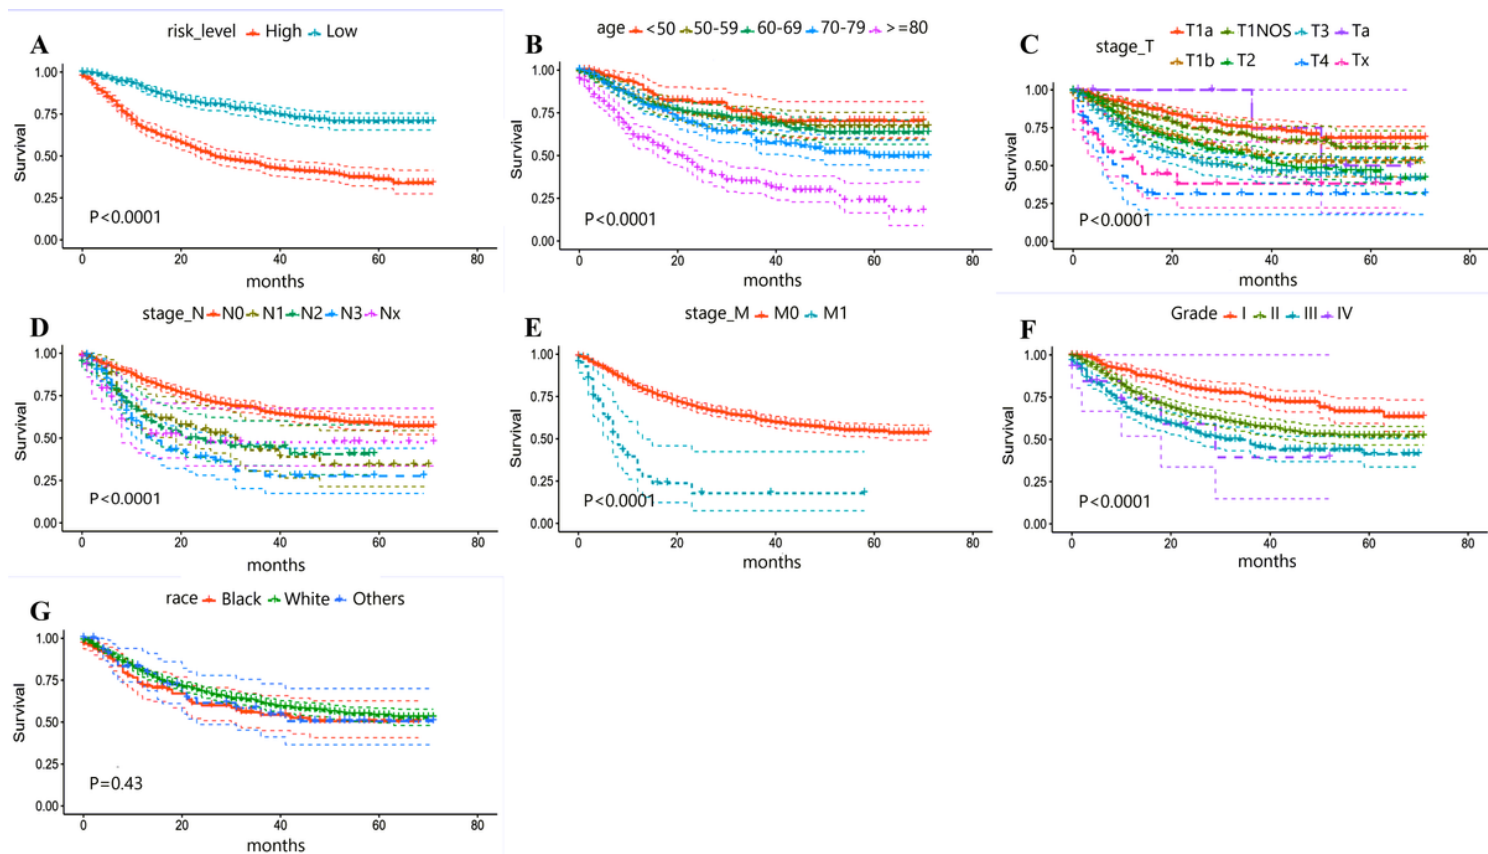 A
risk_level High Low
1.00
0.75
0.50
0.25
0.00
Survival
P<0.0001
0 20 40 60 80
months
B
age <50 50-59 60-69 70-79 >=80
1.00
0.75
0.50
0.25
0.00
Survival
P<0.0001
0 20 40 60 80
months
C
stage_T
T1a T1NOS T3 Ta
T1b T2 T4 Tx
1.00
0.75
0.50
0.25
0.00
Survival
P<0.0001
0 20 40 60 80
months
D
stage_N N0 N1 N2 N3 Nx
1.00
0.75
0.50
0.25
0.00
Survival
P<0.0001
0 20 40 60 80
months
E
stage_M M0 M1
1.00
0.75
0.50
0.25
0.00
Survival
P<0.0001
0 20 40 60 80
months
F
Grade I II III IV
1.00
0.75
0.50
0.25
0.00
Survival
P<0.0001
0 20 40 60 80
months
G
race Black White Others
1.00
0.75
0.50
0.25
0.00
Survival
P=0.43
0 20 40 60 80
months